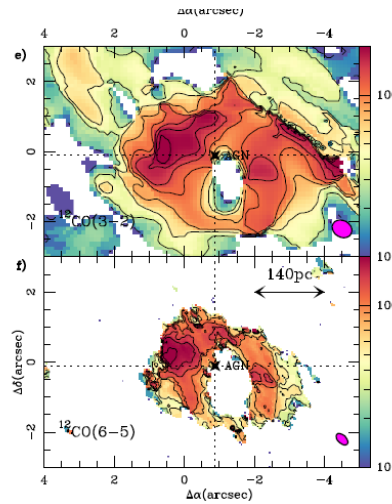 Δα(arcsec)
e)
2
0
−2
★AGN
¹²CO(3−2)
10
10
4 2 0 −2 −4
f)
140pc
2
0
−2
Δδ(arcsec)
★AGN
¹²CO(6−5)
10
10
4 2 0 −2 −4
Δα(arcsec)